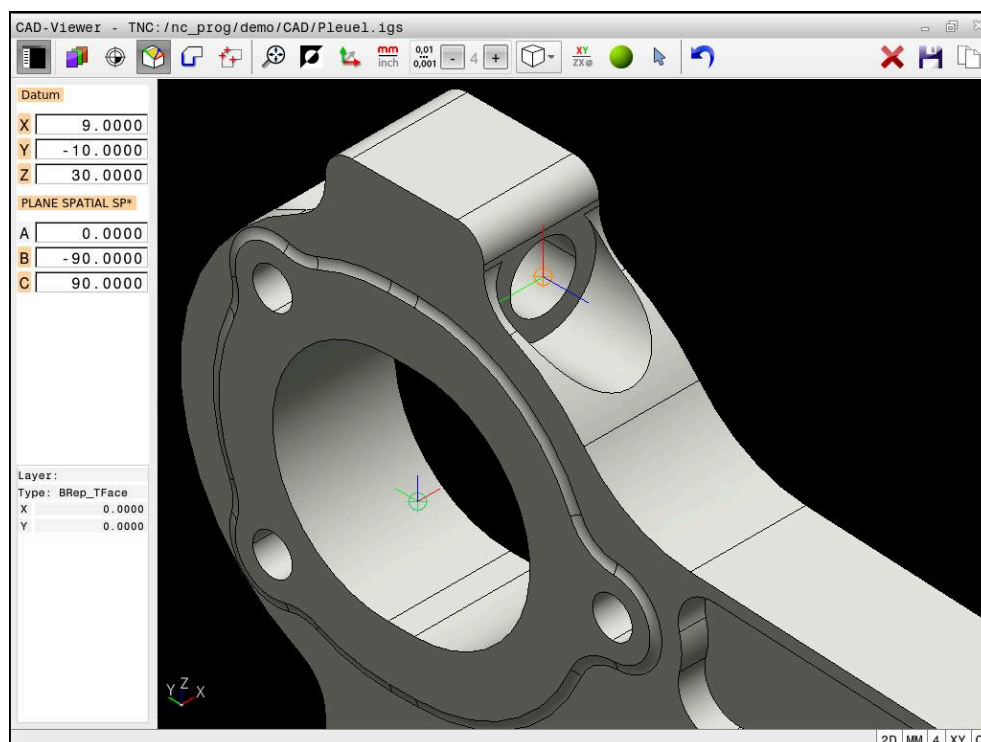 CAD-Viewer - TNC:/nc_prog/demo/CAD/Pleuel.igs
mm inch 0,01 0,001 - 4 + XY ZX@
Datum
X 9.0000
Y -10.0000
Z 30.0000
PLANE SPATIAL SP*
A 0.0000
B -90.0000
C 90.0000
Layer:
Type: BRep_TFace
X 0.0000
Y 0.0000
Y Z X
2D MM 4 XY